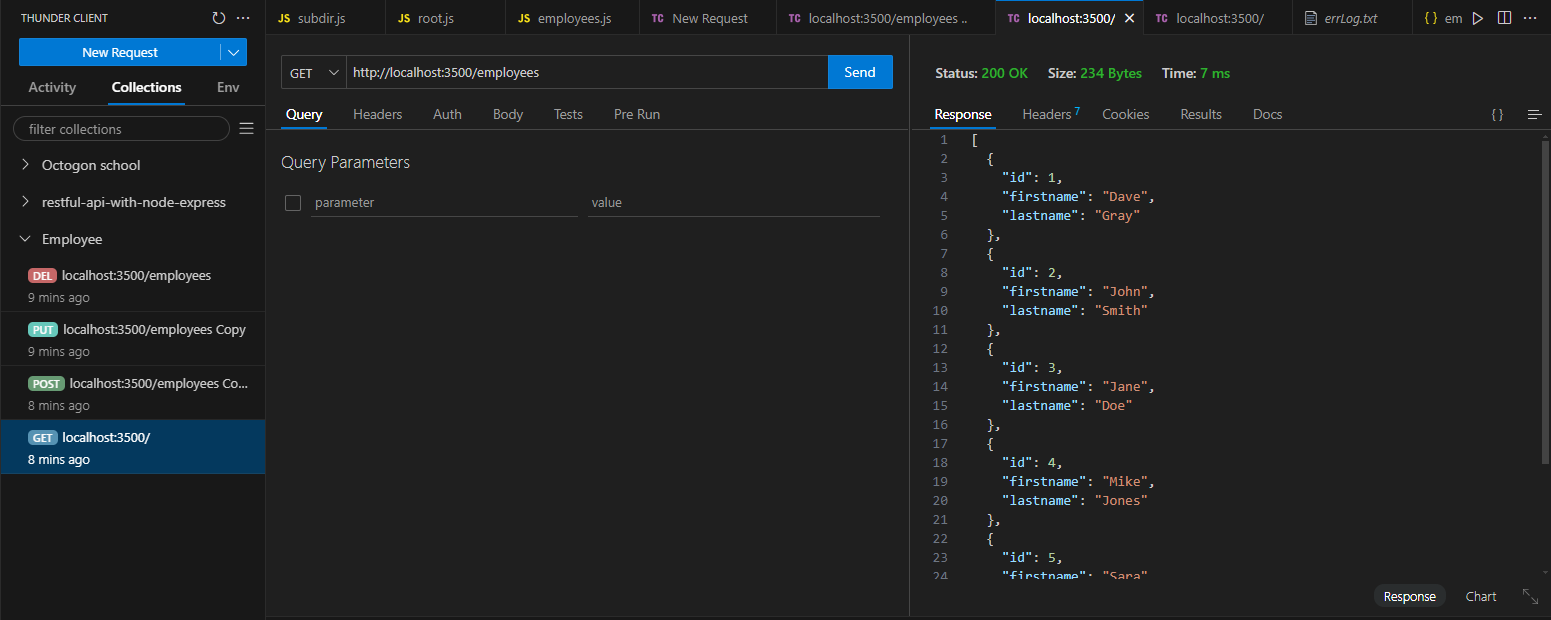 THUNDER CLIENT
New Request
Activity Collections Env
filter collections
Octogon school
restful-api-with-node-express
Employee
DEL localhost:3500/employees
9 mins ago
PUT localhost:3500/employees Copy
9 mins ago
POST localhost:3500/employees Co...
8 mins ago
GET localhost:3500/
8 mins ago
JS subdir.js
JS root.js
JS employees.js
TC New Request
TC localhost:3500/employees ..
TC localhost:3500/
TC localhost:3500/
errLog.txt
{ } em
GET http://localhost:3500/employees Send
Query Headers Auth Body Tests Pre Run
Query Parameters
parameter value
Status: 200 OK Size: 234 Bytes Time: 7 ms
Response Headers 7 Cookies Results Docs { }
1 [
2 {
3 "id": 1,
4 "firstname": "Dave",
5 "lastname": "Gray"
6 },
7 {
8 "id": 2,
9 "firstname": "John",
10 "lastname": "Smith"
11 },
12 {
13 "id": 3,
14 "firstname": "Jane",
15 "lastname": "Doe"
16 },
17 {
18 "id": 4,
19 "firstname": "Mike",
20 "lastname": "Jones"
21 },
22 {
23 "id": 5,
24 "firstname": "Sara"
Response Chart